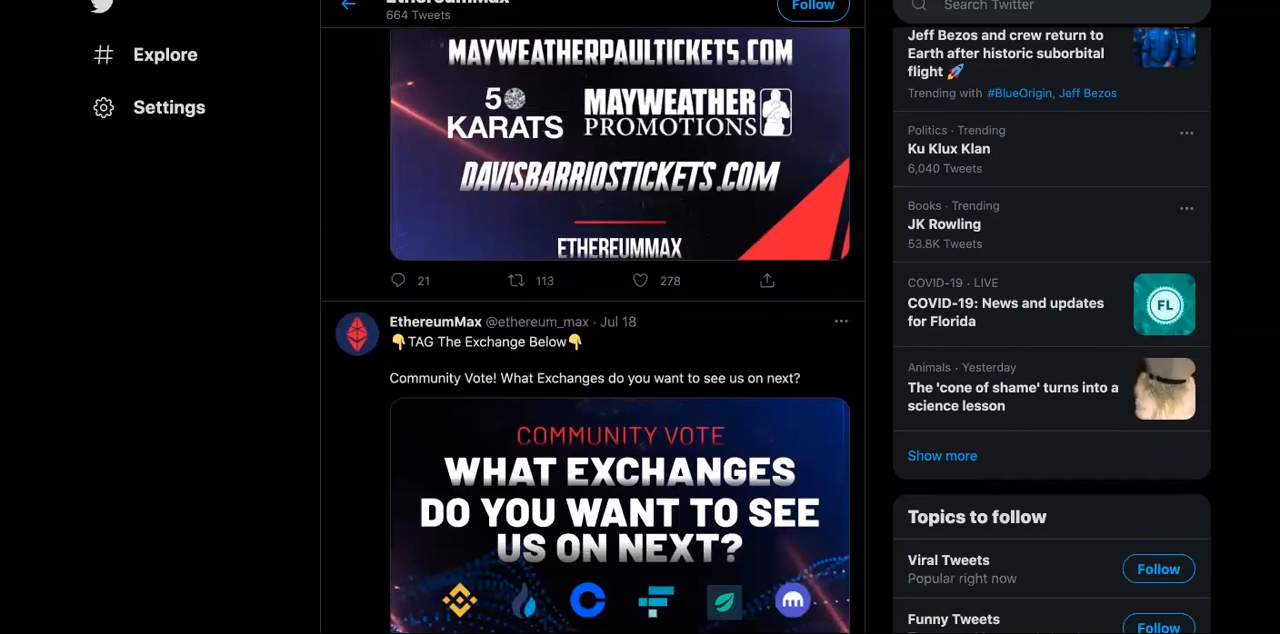 Explore
Settings
EthereumMax
664 Tweets
Follow
MAYWEATHERPAULTICKETS.COM
50
KARATS
MAYWEATHER
PROMOTIONS
DAVISBARRIOSTICKETS.COM
ETHEREUMMAX
21
113
278
EthereumMax @ethereum_max · Jul 18
👇TAG The Exchange Below👇
Community Vote! What Exchanges do you want to see us on next?
COMMUNITY VOTE
WHAT EXCHANGES
DO YOU WANT TO SEE
US ON NEXT?
Search Twitter
Jeff Bezos and crew return to
Earth after historic suborbital
flight 🚀
Trending with #BlueOrigin, Jeff Bezos
Politics · Trending
Ku Klux Klan
6,040 Tweets
Books · Trending
JK Rowling
53.8K Tweets
COVID-19 · LIVE
COVID-19: News and updates
for Florida
FL
Animals · Yesterday
The 'cone of shame' turns into a
science lesson
Show more
Topics to follow
Viral Tweets
Popular right now
Follow
Funny Tweets
Follow